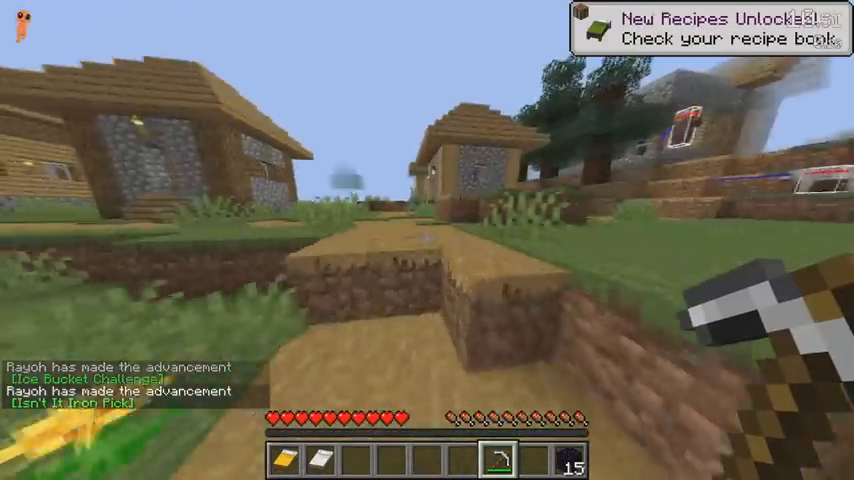 New Recipes Unlocked!
Check your recipe book
Rayoh has made the advancement
[Ice Bucket Challenge]
Rayoh has made the advancement
[Isn't It Iron Pick]
15